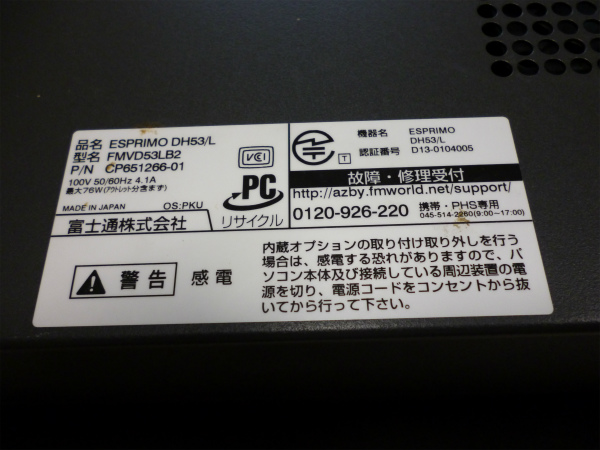 品名 ESPRIMO DH53/L
型名 FMVD53LB2
P/N CP651266-01
100V 50/60Hz 4.1A
最大76W(アウトレット分含まず)
MADE IN JAPAN OS:PKU
富士通株式会社
VCCI
PC
リサイクル
T
機器名 ESPRIMO
DH53/L
認証番号 D13-0104005
故障・修理受付
http://azby.fmworld.net/support/
0120-926-220
携帯・PHS専用
045-514-2260(9:00~17:00)
警告 感電
内蔵オプションの取り付け取り外しを行う
場合は、感電する恐れがありますので、パ
ソコン本体及び接続している周辺装置の電
源を切り、電源コードをコンセントから抜
いてから行って下さい。